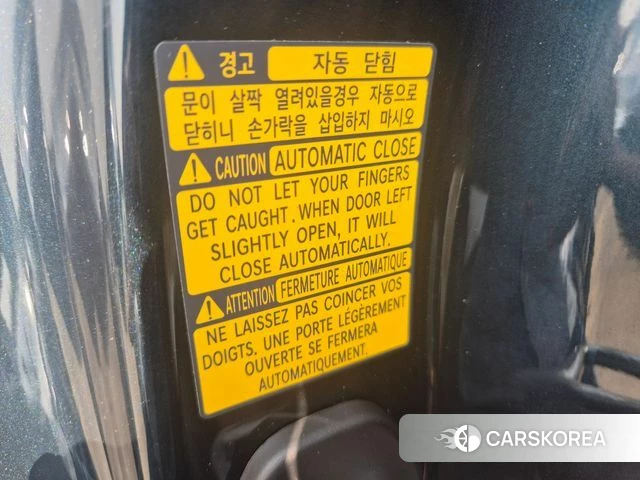 경고 자동 닫힘
문이 살짝 열려있을경우 자동으로
닫히니 손가락을 삽입하지 마시오
CAUTION AUTOMATIC CLOSE
DO NOT LET YOUR FINGERS
GET CAUGHT. WHEN DOOR LEFT
SLIGHTLY OPEN, IT WILL
CLOSE AUTOMATICALLY.
ATTENTION FERMETURE AUTOMATIQUE
NE LAISSEZ PAS COINCER VOS
DOIGTS. UNE PORTE LÉGÈREMENT
OUVERTE SE FERMERA
AUTOMATIQUEMENT.
CARSKOREA